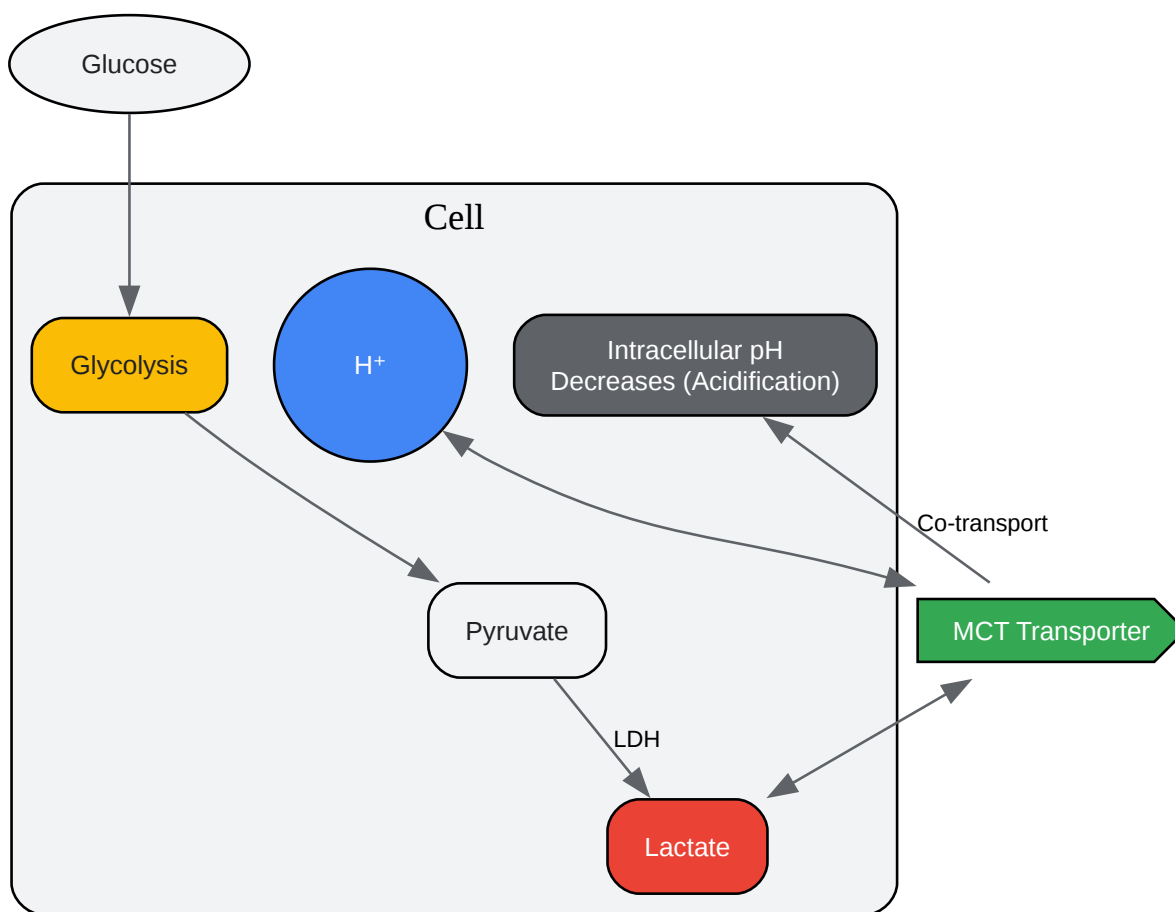 Glucose
Cell
Glycolysis
H⁺
Intracellular pH
Decreases (Acidification)
Co-transport
Pyruvate
MCT Transporter
LDH
Lactate